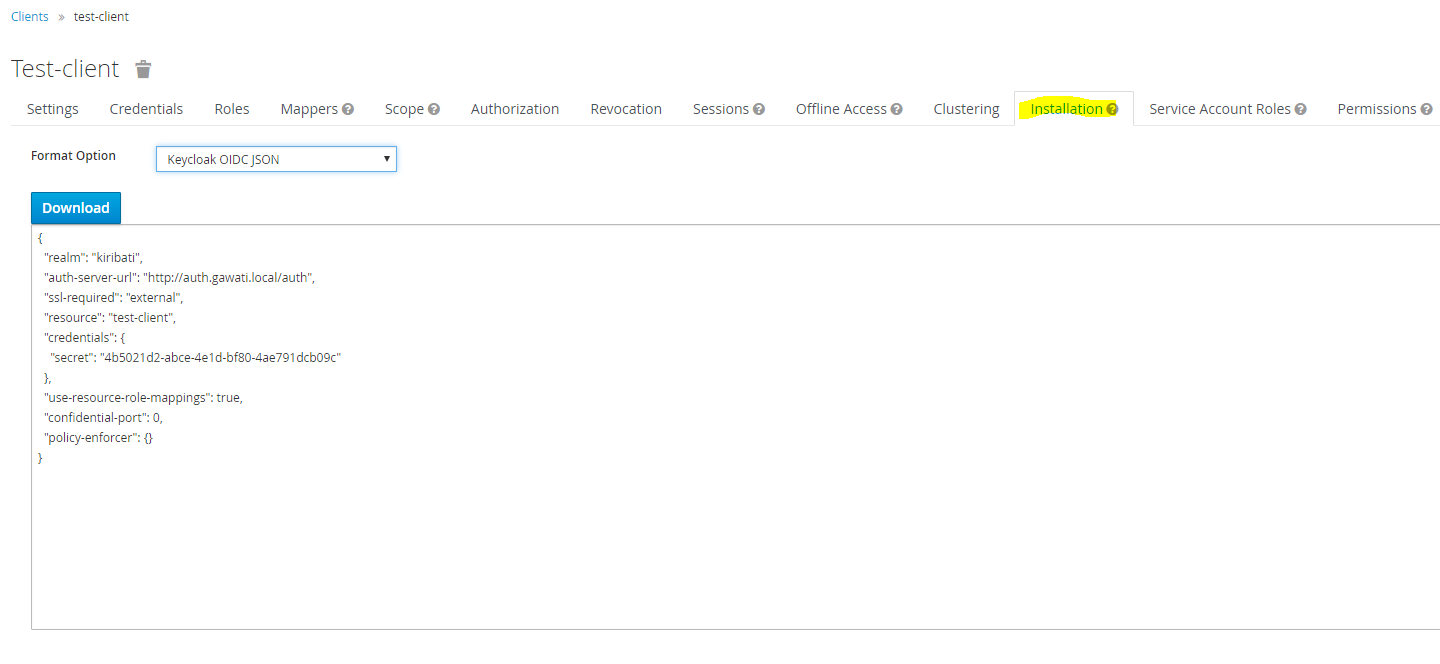 Clients » test-client
Test-client
Settings Credentials Roles Mappers ? Scope ? Authorization Revocation Sessions ? Offline Access ? Clustering Installation ? Service Account Roles ? Permissions ?
Format Option Keycloak OIDC JSON
Download
{
"realm": "kiribati",
"auth-server-url": "http://auth.gawati.local/auth",
"ssl-required": "external",
"resource": "test-client",
"credentials": {
"secret": "4b5021d2-abce-4e1d-bf80-4ae791dcb09c"
},
"use-resource-role-mappings": true,
"confidential-port": 0,
"policy-enforcer": {}
}